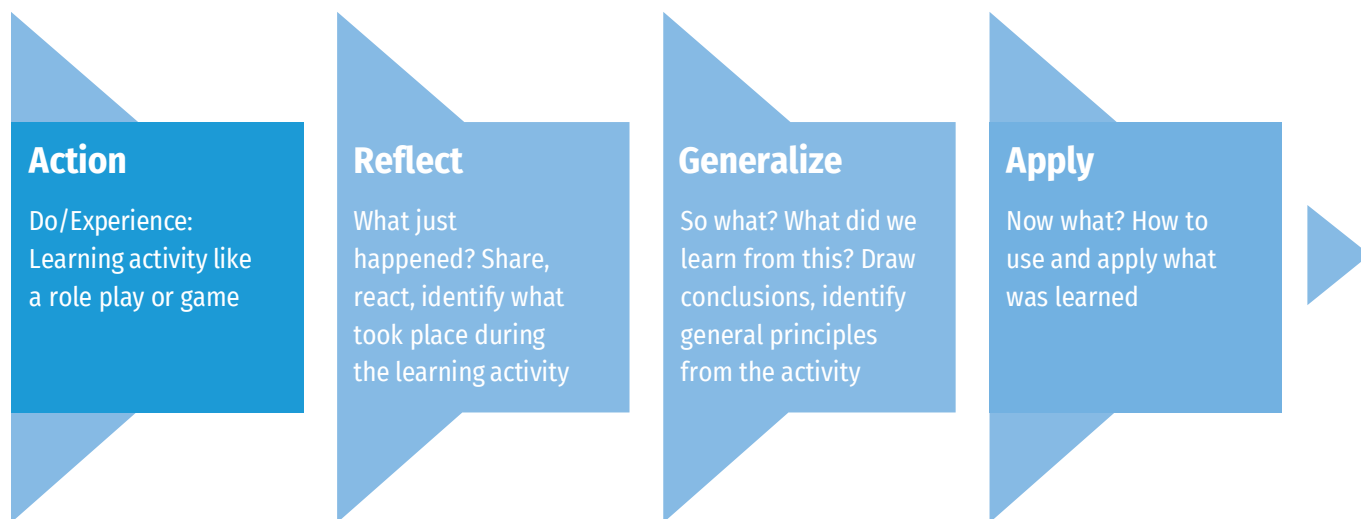 Action
Do/Experience:
Learning activity like
a role play or game
Reflect
What just
happened? Share,
react, identify what
took place during
the learning activity
Generalize
So what? What did we
learn from this? Draw
conclusions, identify
general principles
from the activity
Apply
Now what? How to
use and apply what
was learned